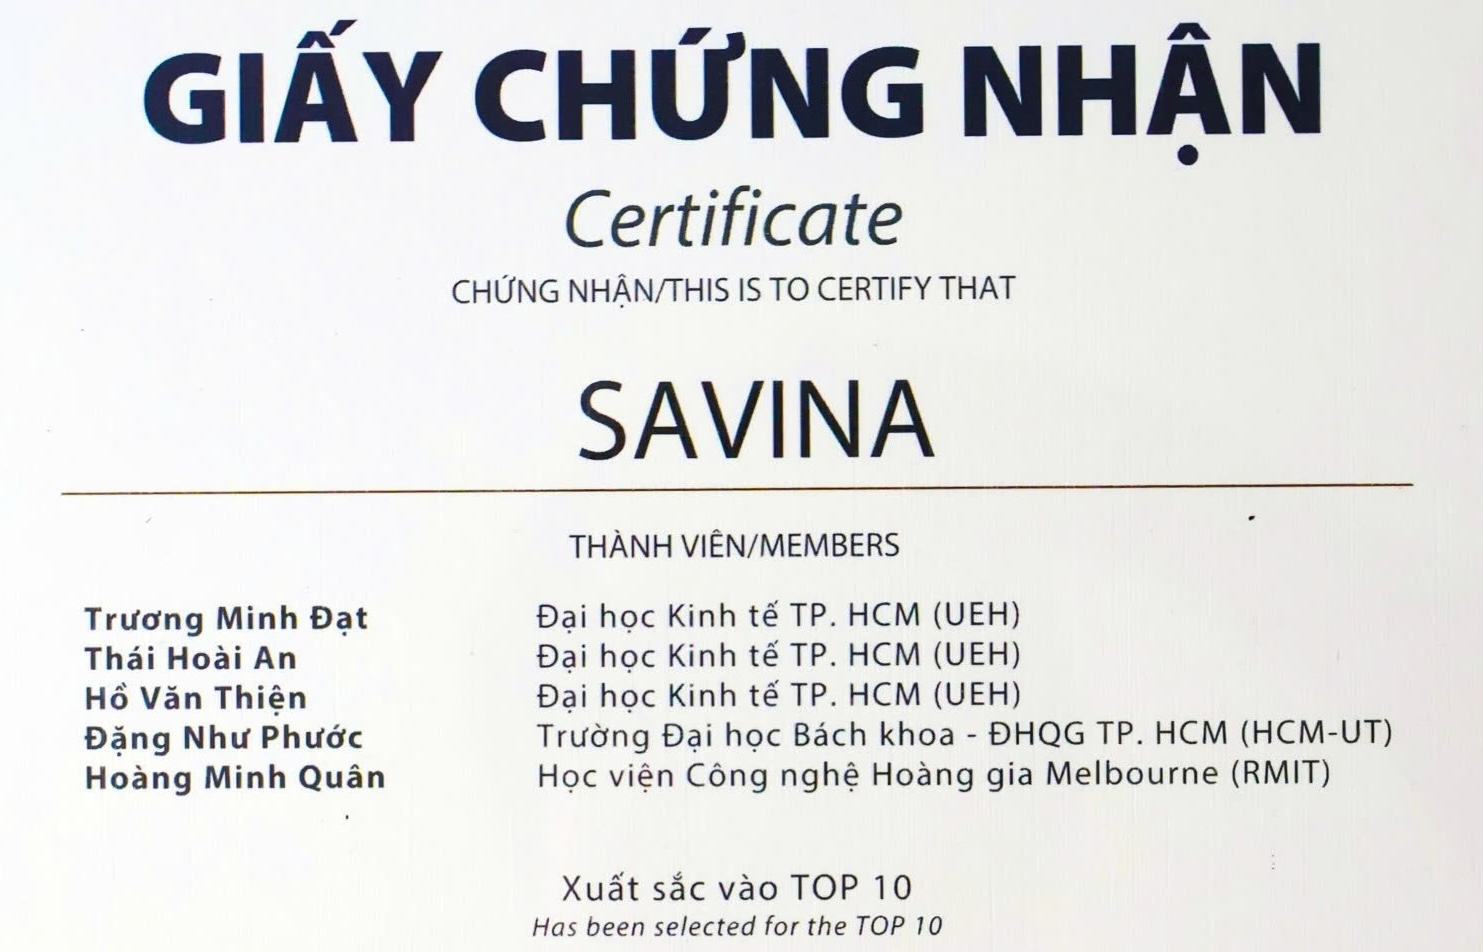 GIẤY CHỨNG NHẬN
Certificate
CHỨNG NHẬN/THIS IS TO CERTIFY THAT
SAVINA
THÀNH VIÊN/MEMBERS
Trương Minh Đạt Đại học Kinh tế TP. HCM (UEH)
Thái Hoài An Đại học Kinh tế TP. HCM (UEH)
Hồ Văn Thiện Đại học Kinh tế TP. HCM (UEH)
Đặng Như Phước Trường Đại học Bách khoa - ĐHQG TP. HCM (HCM-UT)
Hoàng Minh Quân Học viện Công nghệ Hoàng gia Melbourne (RMIT)
Xuất sắc vào TOP 10
Has been selected for the TOP 10